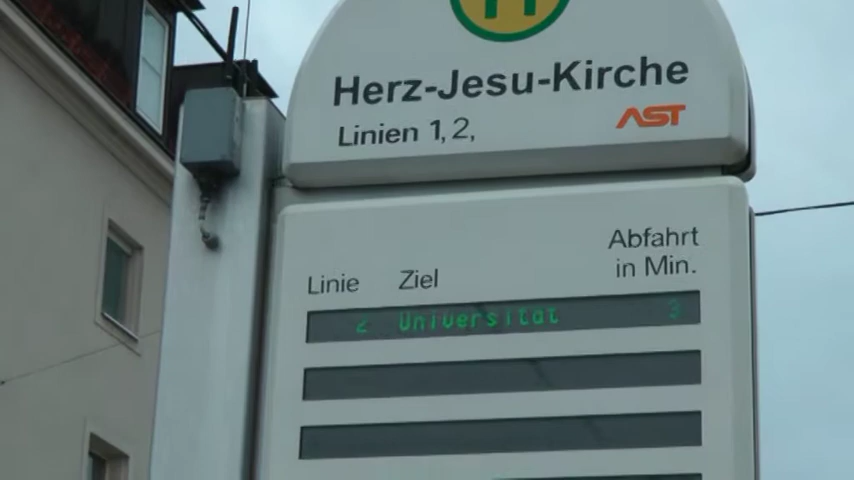 H
Herz-Jesu-Kirche
Linien 1, 2,
AST
Linie Ziel Abfahrt in Min.
2 Universität 3